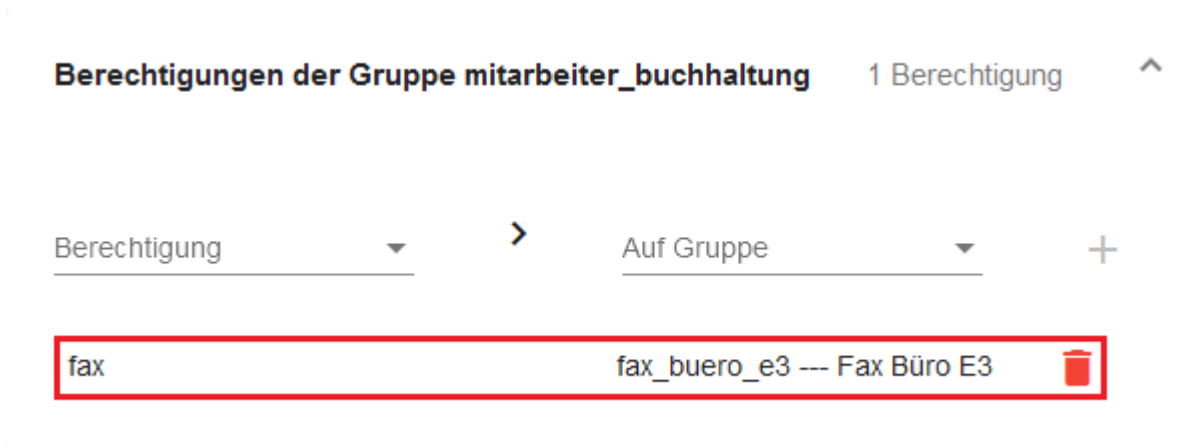 Berechtigungen der Gruppe mitarbeiter_buchhaltung 1 Berechtigung
Berechtigung Auf Gruppe
fax fax_buero_e3 --- Fax Büro E3